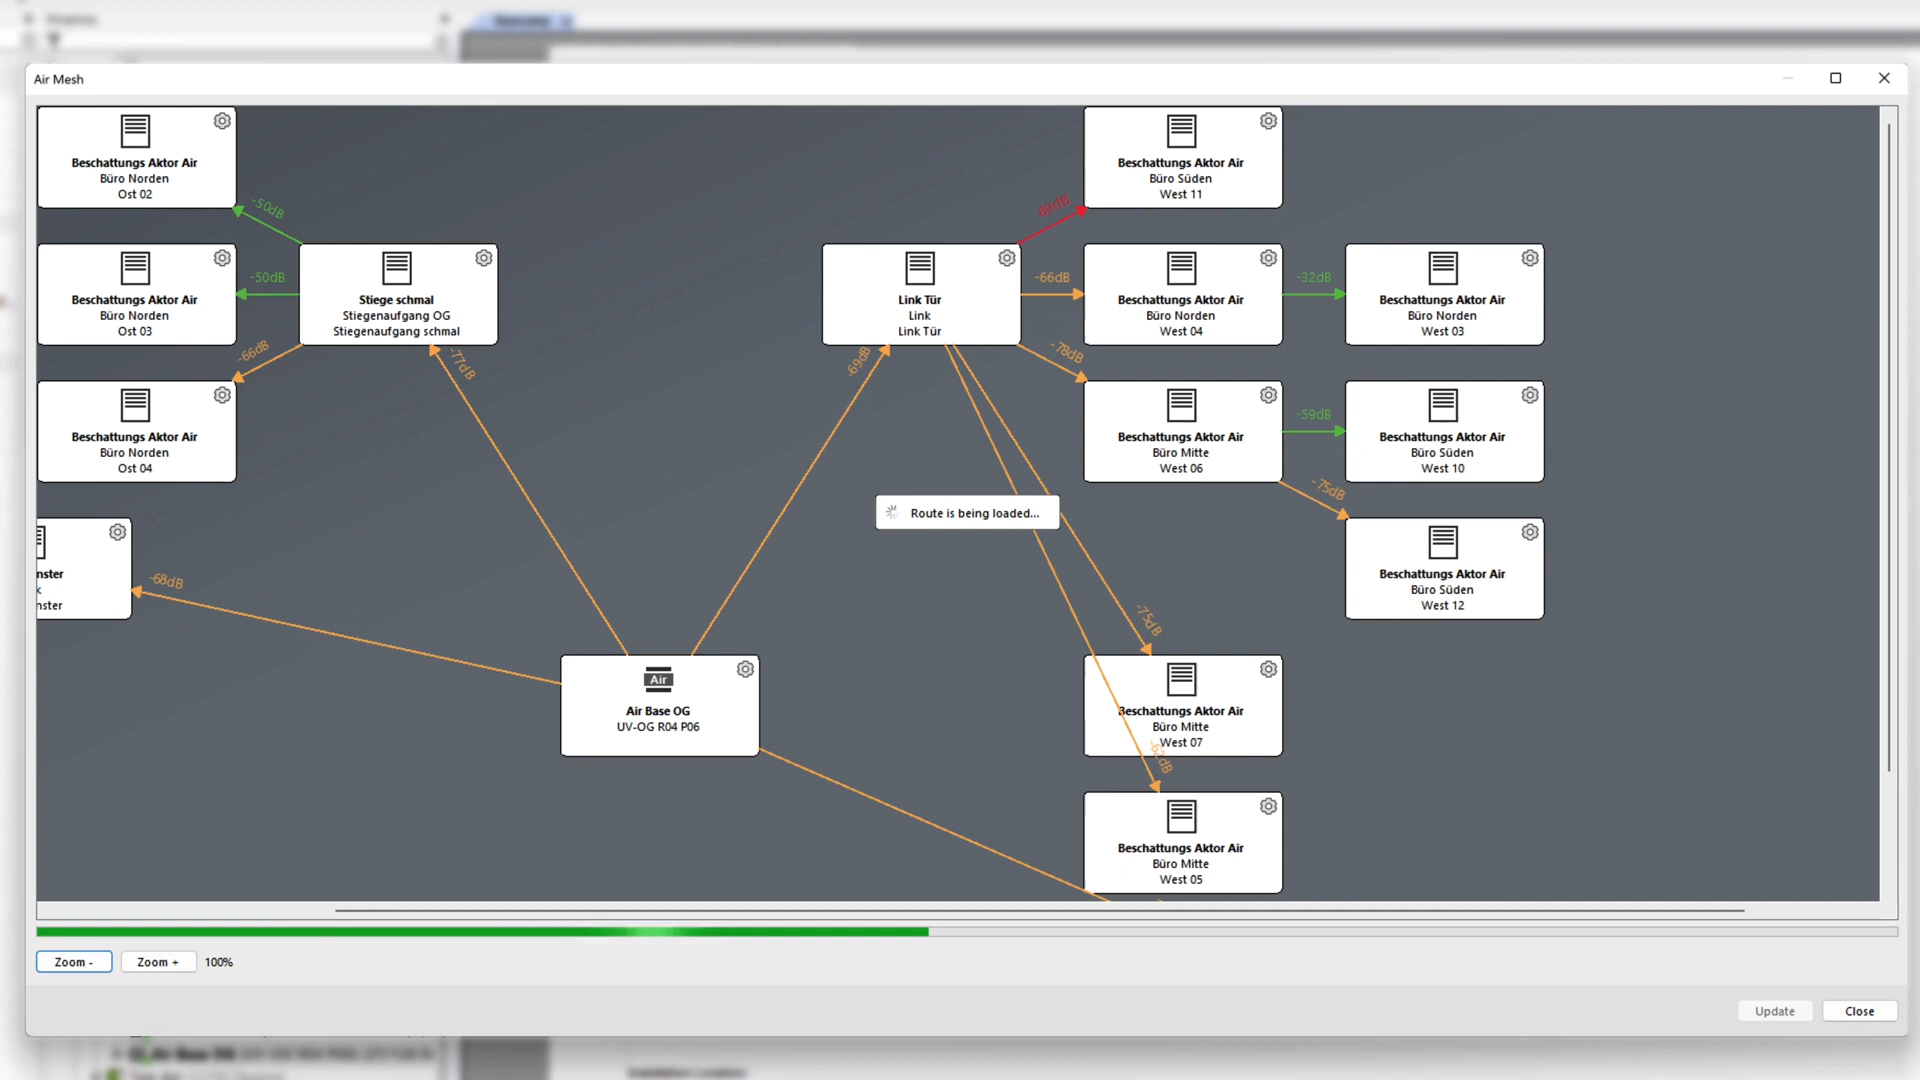 Air Mesh
Beschattungs Aktor Air
Büro Norden
Ost 02
-50dB
Beschattungs Aktor Air
Büro Süden
West 11
-89dB
Beschattungs Aktor Air
Büro Norden
Ost 03
-50dB
Stiege schmal
Stiegenaufgang OG
Stiegenaufgang schmal
Link Tür
Link
Link Tür
-66dB
Beschattungs Aktor Air
Büro Norden
West 04
-32dB
Beschattungs Aktor Air
Büro Norden
West 03
-66dB
-77dB
-69dB
-78dB
Beschattungs Aktor Air
Büro Norden
Ost 04
Beschattungs Aktor Air
Büro Mitte
West 06
-59dB
Beschattungs Aktor Air
Büro Süden
West 10
-75dB
Route is being loaded...
nster
k
nster
-68dB
Beschattungs Aktor Air
Büro Süden
West 12
-75dB
Air
Air Base OG
UV-OG R04 P06
Beschattungs Aktor Air
Büro Mitte
West 07
-62dB
Beschattungs Aktor Air
Büro Mitte
West 05
Zoom -
Zoom +
100%
Update
Close